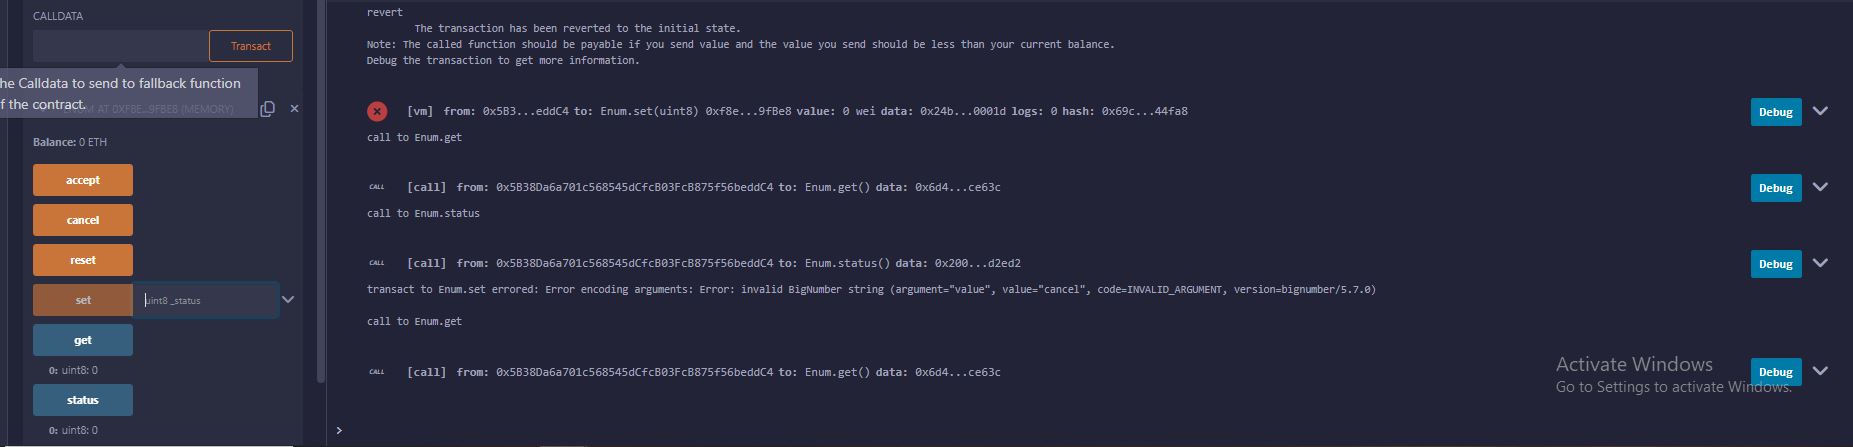 CALLDATA
Transact
he Calldata to send to fallback function
f the contract.
ENUM AT 0XF8E...9FBE8 (MEMORY)
Balance: 0 ETH
accept
cancel
reset
set
uint8 _status
get
0: uint8: 0
status
0: uint8: 0
revert
The transaction has been reverted to the initial state.
Note: The called function should be payable if you send value and the value you send should be less than your current balance.
Debug the transaction to get more information.
[vm] from: 0x5B3...eddC4 to: Enum.set(uint8) 0xf8e...9fBe8 value: 0 wei data: 0x24b...0001d logs: 0 hash: 0x69c...44fa8
Debug
call to Enum.get
CALL [call] from: 0x5B38Da6a701c568545dCfcB03FcB875f56beddC4 to: Enum.get() data: 0x6d4...ce63c
Debug
call to Enum.status
CALL [call] from: 0x5B38Da6a701c568545dCfcB03FcB875f56beddC4 to: Enum.status() data: 0x200...d2ed2
Debug
transact to Enum.set errored: Error encoding arguments: Error: invalid BigNumber string (argument="value", value="cancel", code=INVALID_ARGUMENT, version=bignumber/5.7.0)
call to Enum.get
CALL [call] from: 0x5B38Da6a701c568545dCfcB03FcB875f56beddC4 to: Enum.get() data: 0x6d4...ce63c
Debug
Activate Windows
Go to Settings to activate Windows.
>